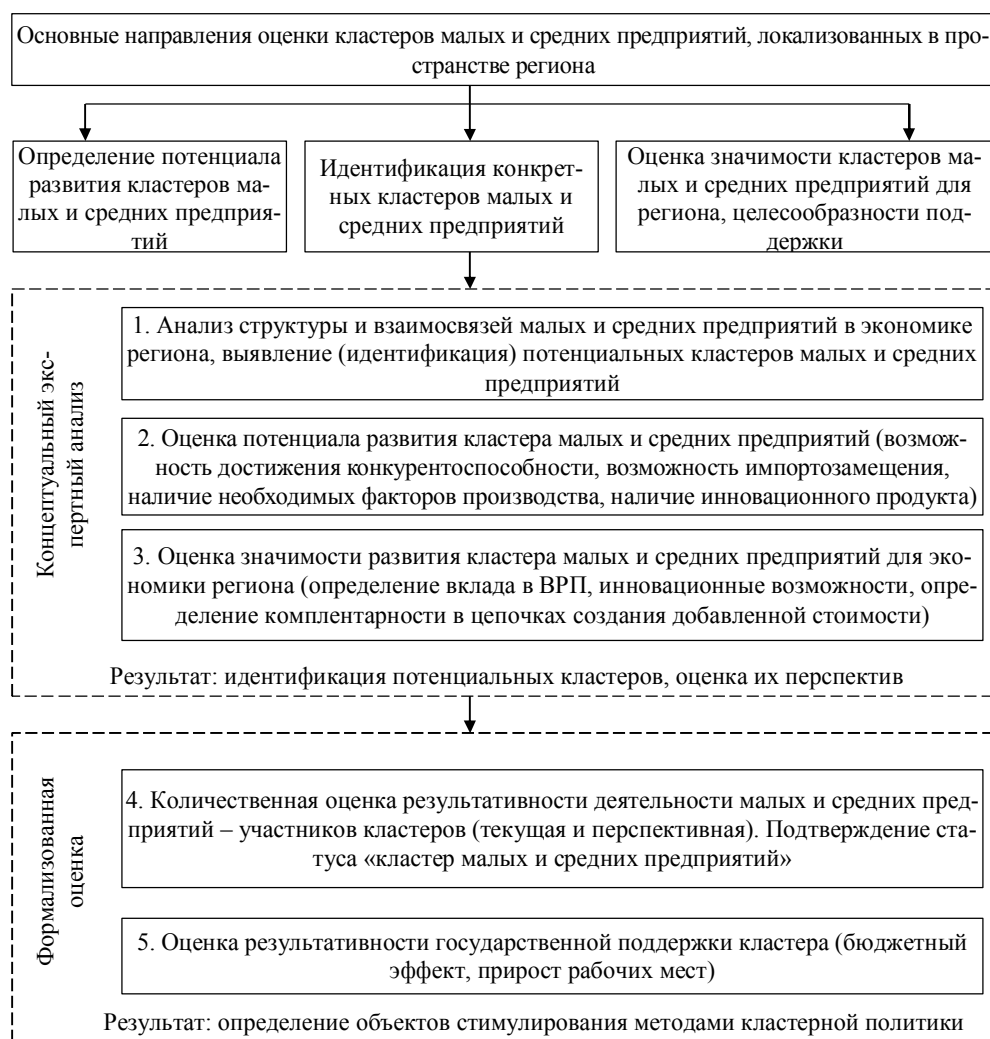 Основные направления оценки кластеров малых и средних предприятий, локализованных в про-
странстве региона
Определение потенциала
развития кластеров ма-
лых и средних предприя-
тий
Идентификация конкрет-
ных кластеров малых и
средних предприятий
Оценка значимости кластеров ма-
лых и средних предприятий для
региона, целесообразности под-
держки
Концептуальный экс-
пертный анализ
1. Анализ структуры и взаимосвязей малых и средних предприятий в экономике
региона, выявление (идентификация) потенциальных кластеров малых и средних
предприятий
2. Оценка потенциала развития кластера малых и средних предприятий (возмож-
ность достижения конкурентоспособности, возможность импортозамещения,
наличие необходимых факторов производства, наличие инновационного продукта)
3. Оценка значимости развития кластера малых и средних предприятий для эко-
номики региона (определение вклада в ВРП, инновационные возможности, опре-
деление комплентарности в цепочках создания добавленной стоимости)
Результат: идентификация потенциальных кластеров, оценка их перспектив
Формализованная
оценка
4. Количественная оценка результативности деятельности малых и средних пред-
приятий – участников кластеров (текущая и перспективная). Подтверждение ста-
туса «кластер малых и средних предприятий»
5. Оценка результативности государственной поддержки кластера (бюджетный
эффект, прирост рабочих мест)
Результат: определение объектов стимулирования методами кластерной политики